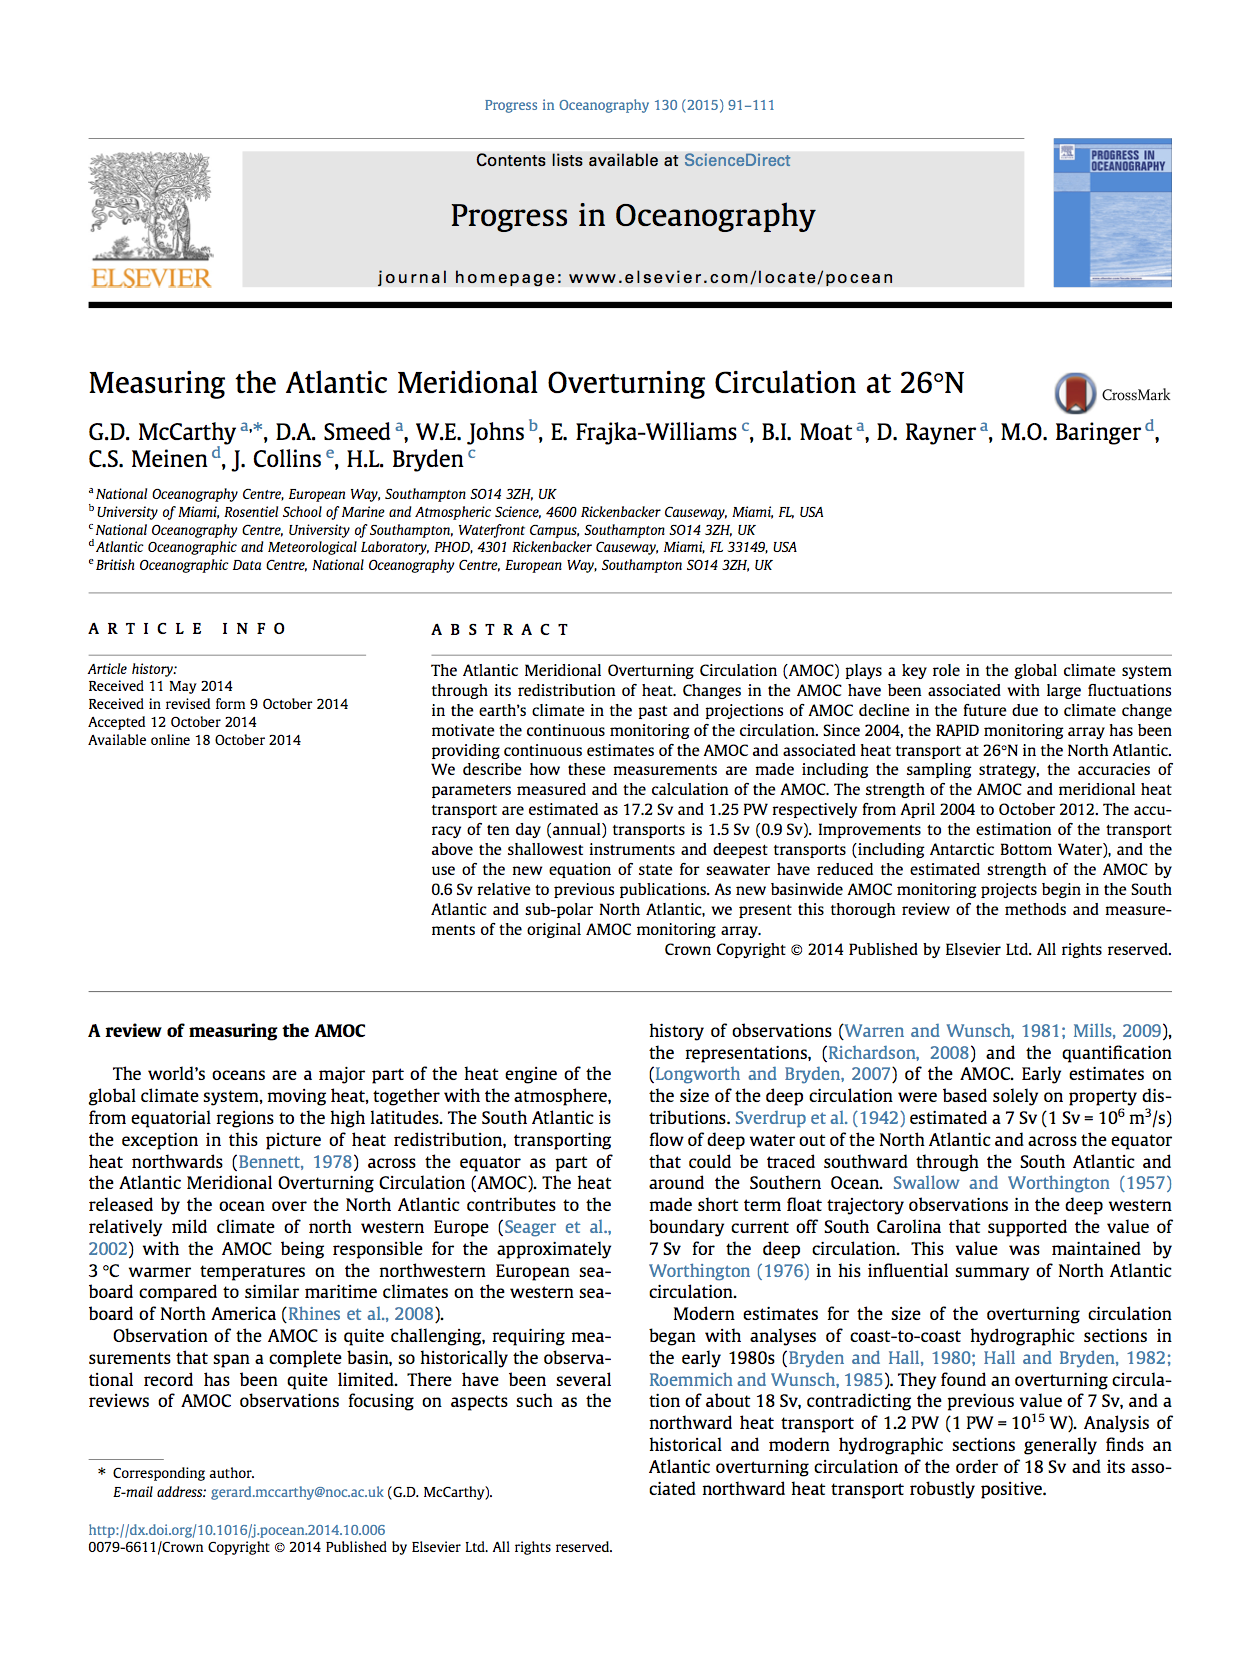 Progress in Oceanography 130 (2015) 91–111
Contents lists available at ScienceDirect
Progress in Oceanography
journal homepage: www.elsevier.com/locate/pocean
ELSEVIER
PROGRESS IN
OCEANOGRAPHY
Measuring the Atlantic Meridional Overturning Circulation at 26°N
CrossMark
G.D. McCarthy a,*, D.A. Smeed a, W.E. Johns b, E. Frajka-Williams c, B.I. Moat a, D. Rayner a, M.O. Baringer d,
C.S. Meinen d, J. Collins e, H.L. Bryden c
a National Oceanography Centre, European Way, Southampton SO14 3ZH, UK
b University of Miami, Rosentiel School of Marine and Atmospheric Science, 4600 Rickenbacker Causeway, Miami, FL, USA
c National Oceanography Centre, University of Southampton, Waterfront Campus, Southampton SO14 3ZH, UK
d Atlantic Oceanographic and Meteorological Laboratory, PHOD, 4301 Rickenbacker Causeway, Miami, FL 33149, USA
e British Oceanographic Data Centre, National Oceanography Centre, European Way, Southampton SO14 3ZH, UK
ARTICLE INFO
Article history:
Received 11 May 2014
Received in revised form 9 October 2014
Accepted 12 October 2014
Available online 18 October 2014
ABSTRACT
The Atlantic Meridional Overturning Circulation (AMOC) plays a key role in the global climate system
through its redistribution of heat. Changes in the AMOC have been associated with large fluctuations
in the earth's climate in the past and projections of AMOC decline in the future due to climate change
motivate the continuous monitoring of the circulation. Since 2004, the RAPID monitoring array has been
providing continuous estimates of the AMOC and associated heat transport at 26°N in the North Atlantic.
We describe how these measurements are made including the sampling strategy, the accuracies of
parameters measured and the calculation of the AMOC. The strength of the AMOC and meridional heat
transport are estimated as 17.2 Sv and 1.25 PW respectively from April 2004 to October 2012. The accu-
racy of ten day (annual) transports is 1.5 Sv (0.9 Sv). Improvements to the estimation of the transport
above the shallowest instruments and deepest transports (including Antarctic Bottom Water), and the
use of the new equation of state for seawater have reduced the estimated strength of the AMOC by
0.6 Sv relative to previous publications. As new basinwide AMOC monitoring projects begin in the South
Atlantic and sub-polar North Atlantic, we present this thorough review of the methods and measure-
ments of the original AMOC monitoring array.
Crown Copyright © 2014 Published by Elsevier Ltd. All rights reserved.
A review of measuring the AMOC
The world's oceans are a major part of the heat engine of the
global climate system, moving heat, together with the atmosphere,
from equatorial regions to the high latitudes. The South Atlantic is
the exception in this picture of heat redistribution, transporting
heat northwards (Bennett, 1978) across the equator as part of
the Atlantic Meridional Overturning Circulation (AMOC). The heat
released by the ocean over the North Atlantic contributes to the
relatively mild climate of north western Europe (Seager et al.,
2002) with the AMOC being responsible for the approximately
3 °C warmer temperatures on the northwestern European sea-
board compared to similar maritime climates on the western sea-
board of North America (Rhines et al., 2008).
Observation of the AMOC is quite challenging, requiring mea-
surements that span a complete basin, so historically the observa-
tional record has been quite limited. There have been several
reviews of AMOC observations focusing on aspects such as the
history of observations (Warren and Wunsch, 1981; Mills, 2009),
the representations, (Richardson, 2008) and the quantification
(Longworth and Bryden, 2007) of the AMOC. Early estimates on
the size of the deep circulation were based solely on property dis-
tributions. Sverdrup et al. (1942) estimated a 7 Sv (1 Sv = 10⁶ m³/s)
flow of deep water out of the North Atlantic and across the equator
that could be traced southward through the South Atlantic and
around the Southern Ocean. Swallow and Worthington (1957)
made short term float trajectory observations in the deep western
boundary current off South Carolina that supported the value of
7 Sv for the deep circulation. This value was maintained by
Worthington (1976) in his influential summary of North Atlantic
circulation.
Modern estimates for the size of the overturning circulation
began with analyses of coast-to-coast hydrographic sections in
the early 1980s (Bryden and Hall, 1980; Hall and Bryden, 1982;
Roemmich and Wunsch, 1985). They found an overturning circula-
tion of about 18 Sv, contradicting the previous value of 7 Sv, and a
northward heat transport of 1.2 PW (1 PW = 10¹⁵ W). Analysis of
historical and modern hydrographic sections generally finds an
Atlantic overturning circulation of the order of 18 Sv and its asso-
ciated northward heat transport robustly positive.
* Corresponding author.
E-mail address: gerard.mccarthy@noc.ac.uk (G.D. McCarthy).
http://dx.doi.org/10.1016/j.pocean.2014.10.006
0079-6611/Crown Copyright © 2014 Published by Elsevier Ltd. All rights reserved.